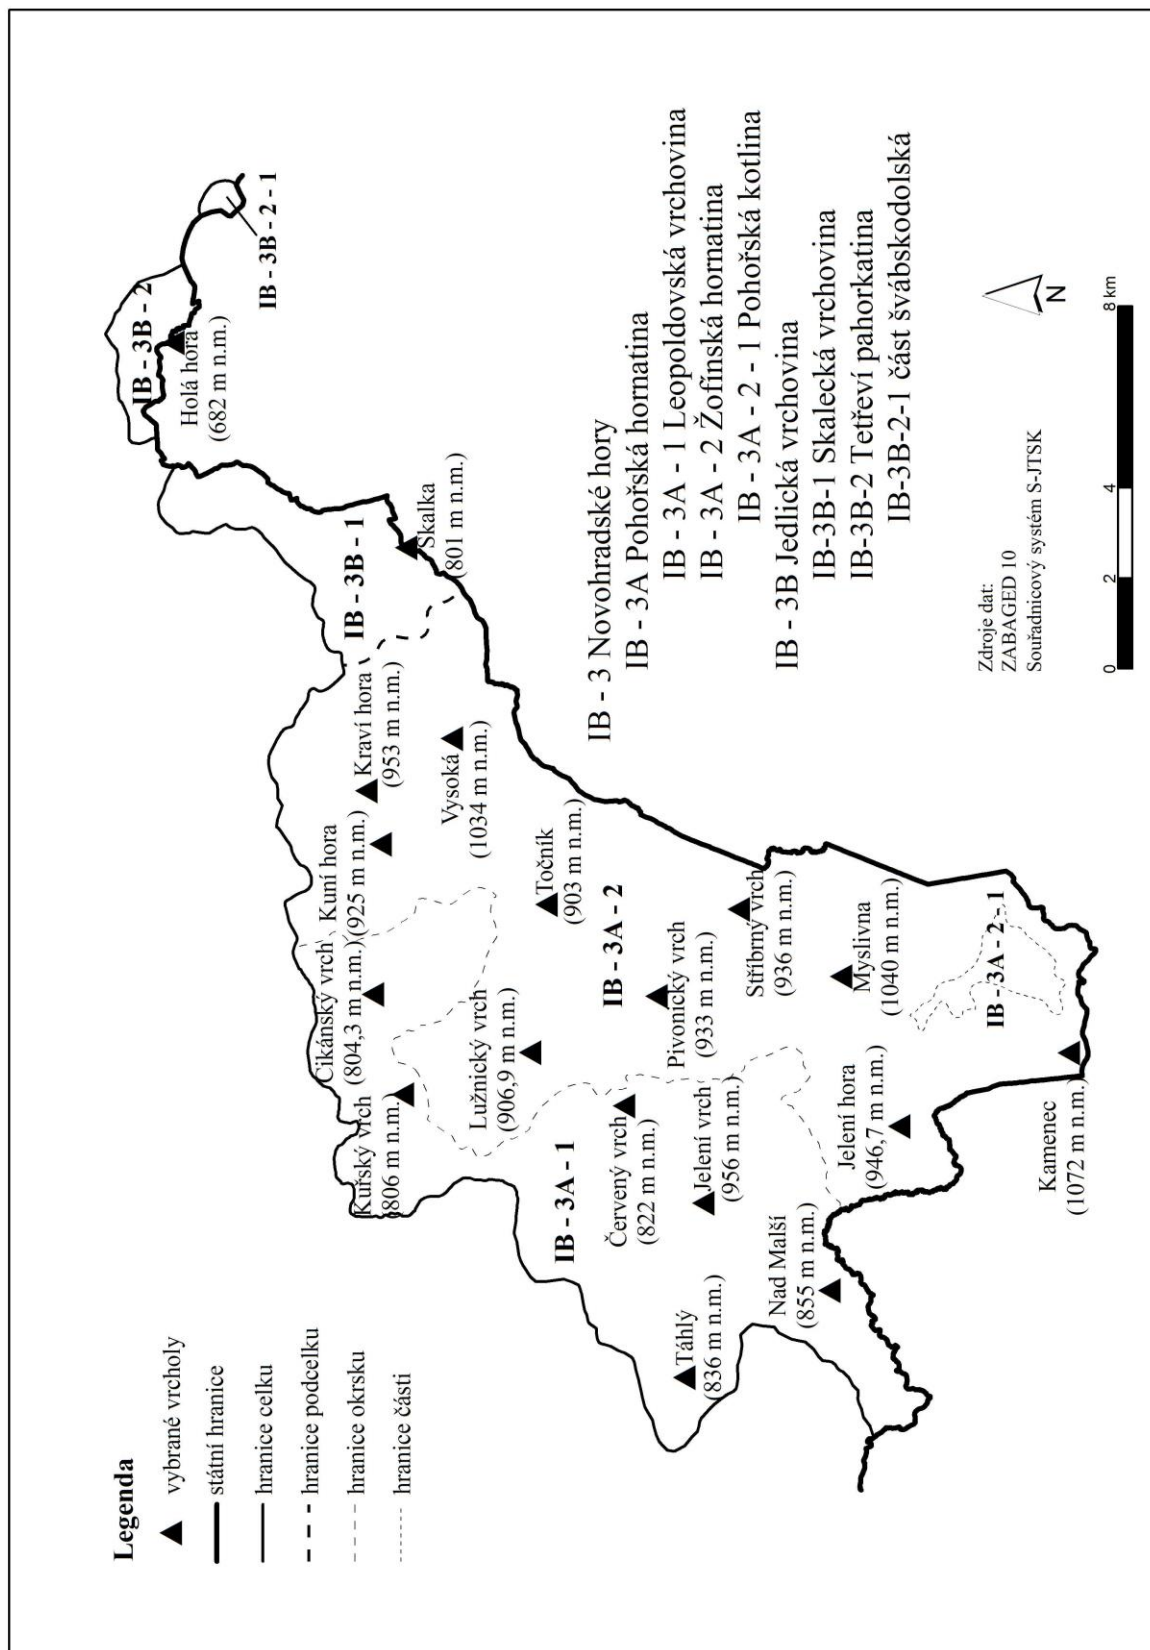 Legenda
vybrané vrcholy
státní hranice
hranice celku
hranice podcelku
hranice okrsku
hranice části
IB - 3B - 2
Holá hora
(682 m n.m.)
IB - 3B - 2 - 1
IB - 3B - 1
Skalka
(801 m n.m.)
Kraví hora
(953 m n.m.)
Kuní hora
(925 m n.m.)
Cikánský vrch
(804,3 m n.m.)
Kuřský vrch
(806 m n.m.)
Vysoká
(1034 m n.m.)
Lužnický vrch
(906,9 m n.m.)
Točník
(903 m n.m.)
IB - 3A - 1
IB - 3A - 2
Červený vrch
(822 m n.m.)
Pivonický vrch
(933 m n.m.)
Táhlý
(836 m n.m.)
Jelení vrch
(956 m n.m.)
Stříbrný vrch
(936 m n.m.)
Nad Malší
(855 m n.m.)
Jelení hora
(946,7 m n.m.)
Myslivna
(1040 m n.m.)
IB - 3A - 2 - 1
Kamenec
(1072 m n.m.)
IB - 3 Novohradské hory
IB - 3A Pohořská hornatina
IB - 3A - 1 Leopoldovská vrchovina
IB - 3A - 2 Žofínská hornatina
IB - 3A - 2 - 1 Pohořská kotlina
IB - 3B Jedlická vrchovina
IB-3B-1 Skalecká vrchovina
IB-3B-2 Tetřeví pahorkatina
IB-3B-2-1 část švábskodolská
Zdroje dat:
ZABAGED 10
Souřadnicový systém S-JTSK
N
0 2 4 8 km